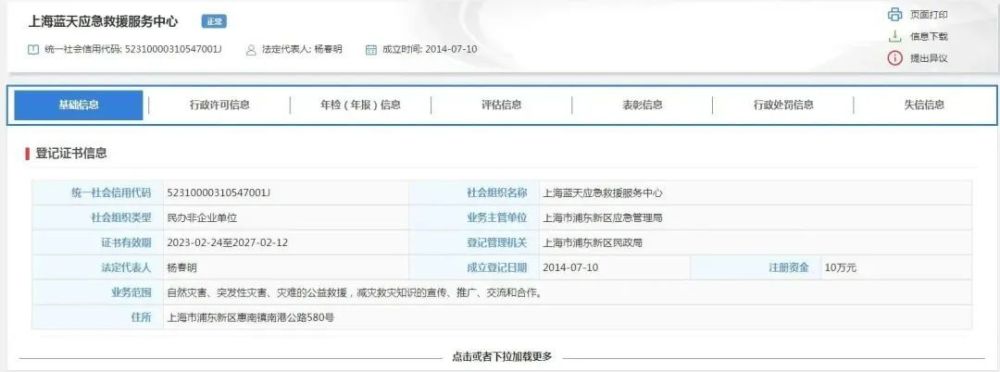 上海蓝天应急救援服务中心 正常
页面打印
信息下载
提出异议
统一社会信用代码: 52310000310547001J 法定代表人: 杨春明 成立时间: 2014-07-10
基础信息 行政许可信息 年检（年报）信息 评估信息 表彰信息 行政处罚信息 失信信息
登记证书信息
统一社会信用代码 52310000310547001J 社会组织名称 上海蓝天应急救援服务中心
社会组织类型 民办非企业单位 业务主管单位 上海市浦东新区应急管理局
证书有效期 2023-02-24至2027-02-12 登记管理机关 上海市浦东新区民政局
法定代表人 杨春明 成立登记日期 2014-07-10 注册资金 10万元
业务范围 自然灾害、突发性灾害、灾难的公益救援，减灾救灾知识的宣传、推广、交流和合作。
住所 上海市浦东新区惠南镇南港公路580号
点击或者下拉加载更多